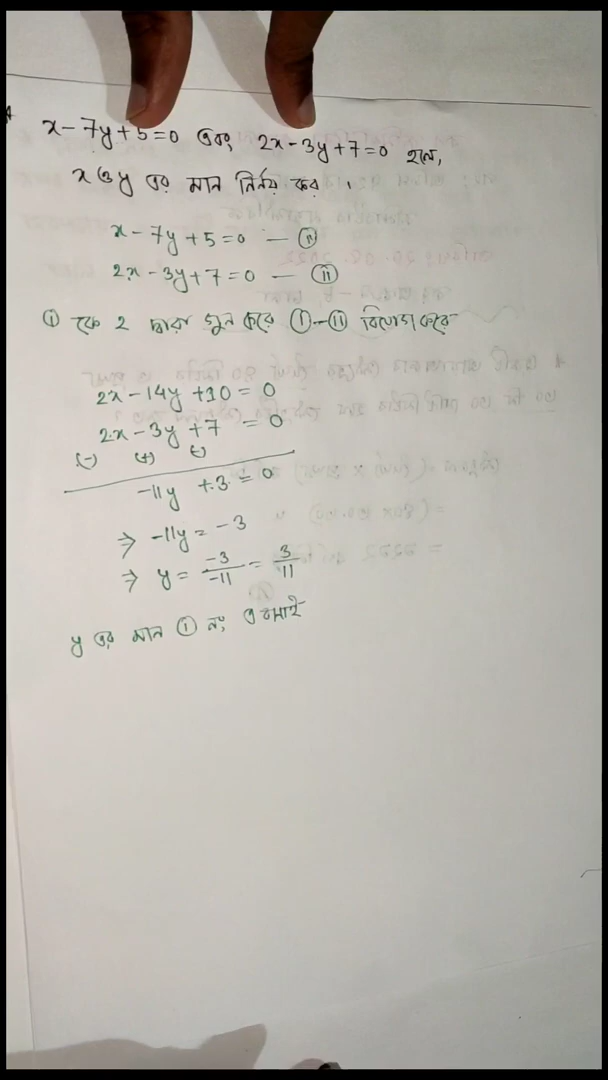 x - 7y + 5 = 0 এবং 2x - 3y + 7 = 0 হলে,
x ও y এর মান নির্নয় কর।
x - 7y + 5 = 0 — ⓘ
2x - 3y + 7 = 0 — ⓘⓘ
ⓘ কে 2 দ্বারা গুন করে ⓘ - ⓘⓘ বিয়োগ করে
2x - 14y + 10 = 0
2x - 3y + 7 = 0
(-) (+) (-)
-11y + 3 = 0
⇒ -11y = -3
⇒ y = -3/-11 = 3/11
y এর মান ⓘ নং এ বসাই